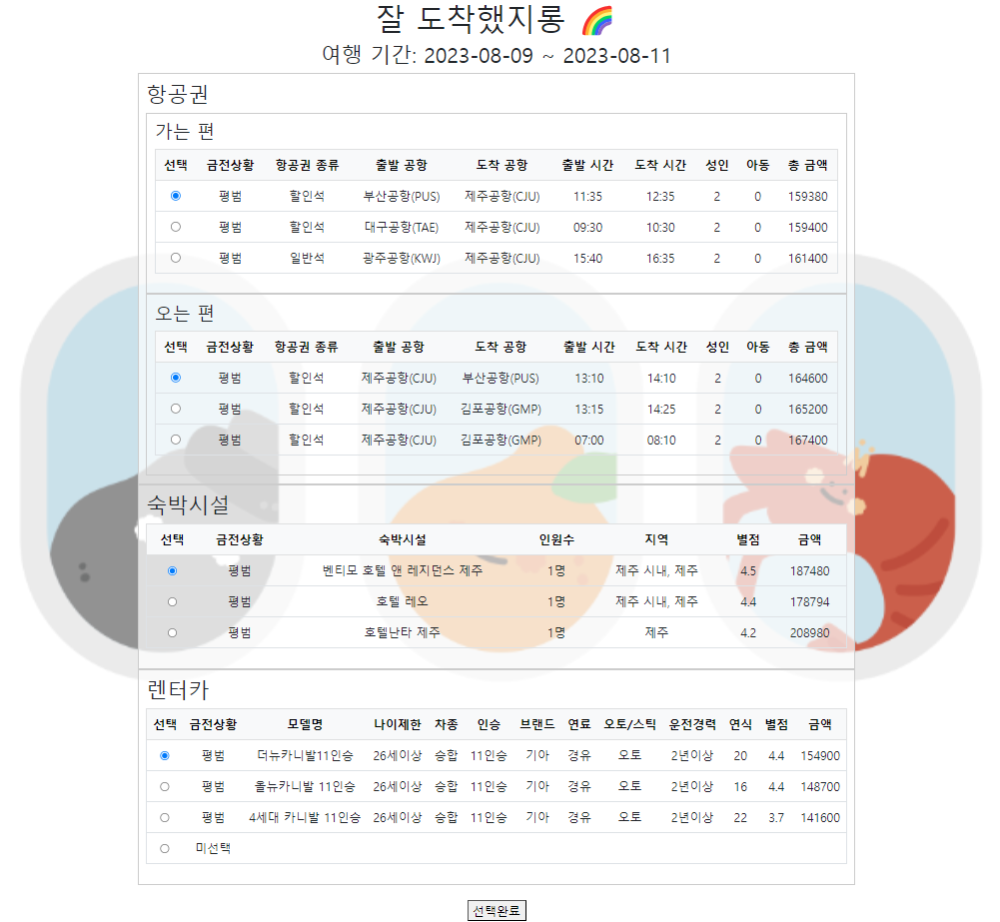 잘 도착했지롱 🌈
여행 기간: 2023-08-09 ~ 2023-08-11
항공권
가는 편
선택 금전상황 항공권 종류 출발 공항 도착 공항 출발 시간 도착 시간 성인 아동 총 금액
평범 할인석 부산공항(PUS) 제주공항(CJU) 11:35 12:35 2 0 159380
평범 할인석 대구공항(TAE) 제주공항(CJU) 09:30 10:30 2 0 159400
평범 일반석 광주공항(KWJ) 제주공항(CJU) 15:40 16:35 2 0 161400
오는 편
선택 금전상황 항공권 종류 출발 공항 도착 공항 출발 시간 도착 시간 성인 아동 총 금액
평범 할인석 제주공항(CJU) 부산공항(PUS) 13:10 14:10 2 0 164600
평범 할인석 제주공항(CJU) 김포공항(GMP) 13:15 14:25 2 0 165200
평범 할인석 제주공항(CJU) 김포공항(GMP) 07:00 08:10 2 0 167400
숙박시설
선택 금전상황 숙박시설 인원수 지역 별점 금액
평범 벤티모 호텔 앤 레지던스 제주 1명 제주 시내, 제주 4.5 187480
평범 호텔 레오 1명 제주 시내, 제주 4.4 178794
평범 호텔난타 제주 1명 제주 4.2 208980
렌터카
선택 금전상황 모델명 나이제한 차종 인승 브랜드 연료 오토/스틱 운전경력 연식 별점 금액
평범 더뉴카니발11인승 26세이상 승합 11인승 기아 경유 오토 2년이상 20 4.4 154900
평범 올뉴카니발 11인승 26세이상 승합 11인승 기아 경유 오토 2년이상 16 4.4 148700
평범 4세대 카니발 11인승 26세이상 승합 11인승 기아 경유 오토 2년이상 22 3.7 141600
미선택
선택완료